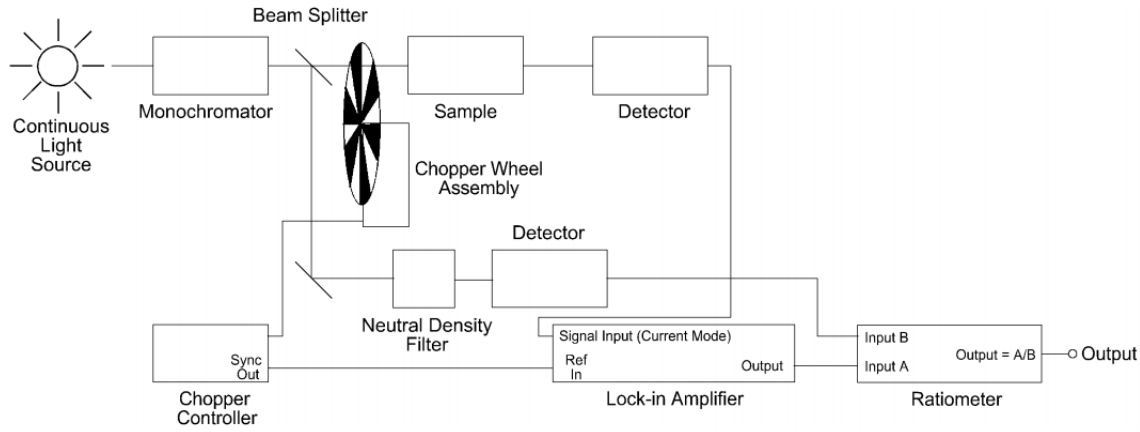 Beam Splitter
Continuous
Light
Source
Monochromator
Sample
Detector
Chopper Wheel
Assembly
Detector
Neutral Density
Filter
Sync
Out
Chopper
Controller
Signal Input (Current Mode)
Ref
In
Output
Lock-in Amplifier
Input B
Input A
Output = A/B
Ratiometer
Output